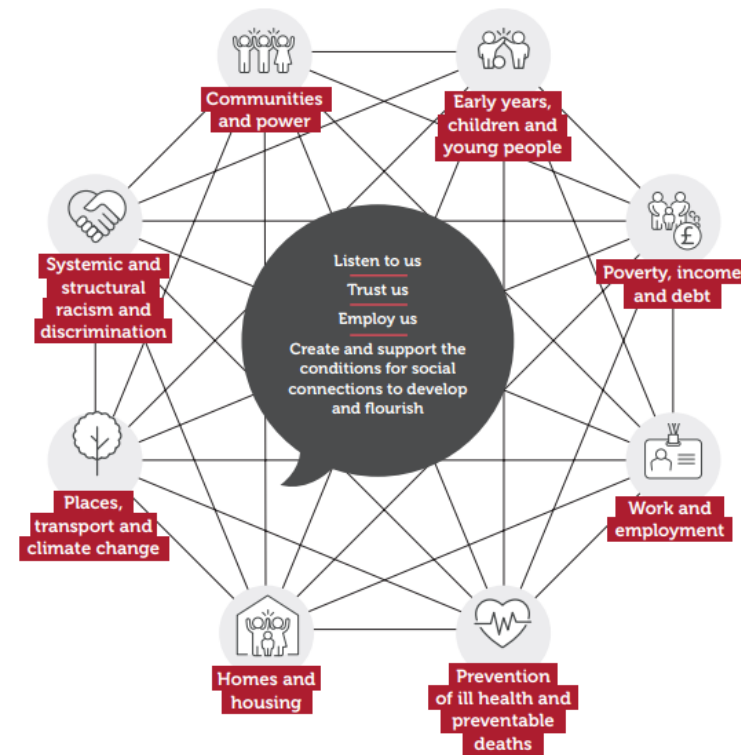 Communities
and power
Early years,
children and
young people
Systemic and
structural
racism and
discrimination
Listen to us
Trust us
Employ us
Create and support the
conditions for social
connections to develop
and flourish
£
Poverty, income
and debt
Places,
transport and
climate change
Work and
employment
Homes and
housing
Prevention
of ill health and
preventable
deaths